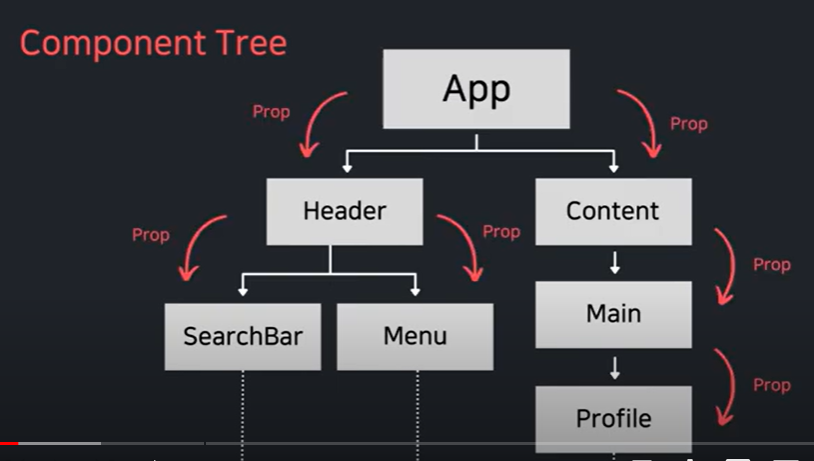 Component Tree
App
Prop
Prop
Header
Content
Prop
Prop
Prop
SearchBar
Menu
Main
Prop
Profile